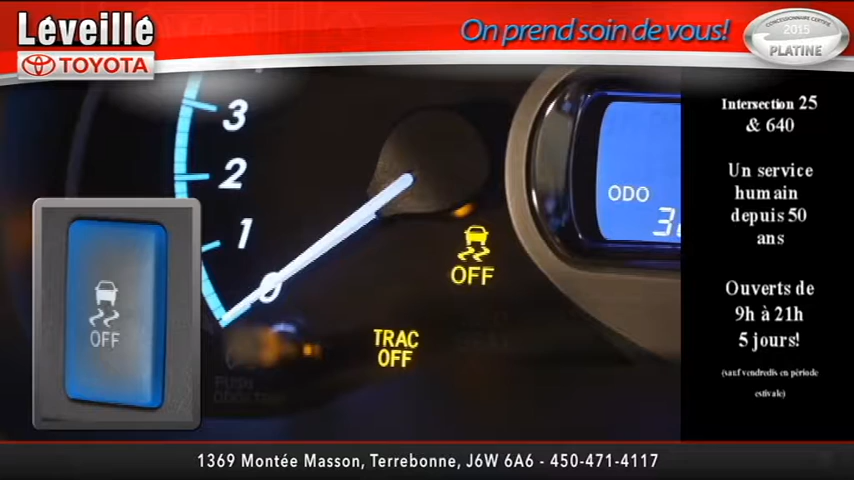 Léveillé
TOYOTA
On prend soin de vous!
CONCESSIONNAIRE CERTIFIÉ
2015
PLATINE
3
2
1
0
ODO
OFF
TRAC
OFF
OFF
Intersection 25
& 640
Un service
humain
depuis 50
ans
Ouverts de
9h à 21h
5 jours!
(sauf vendredis en période
estivale)
1369 Montée Masson, Terrebonne, J6W 6A6 - 450-471-4117